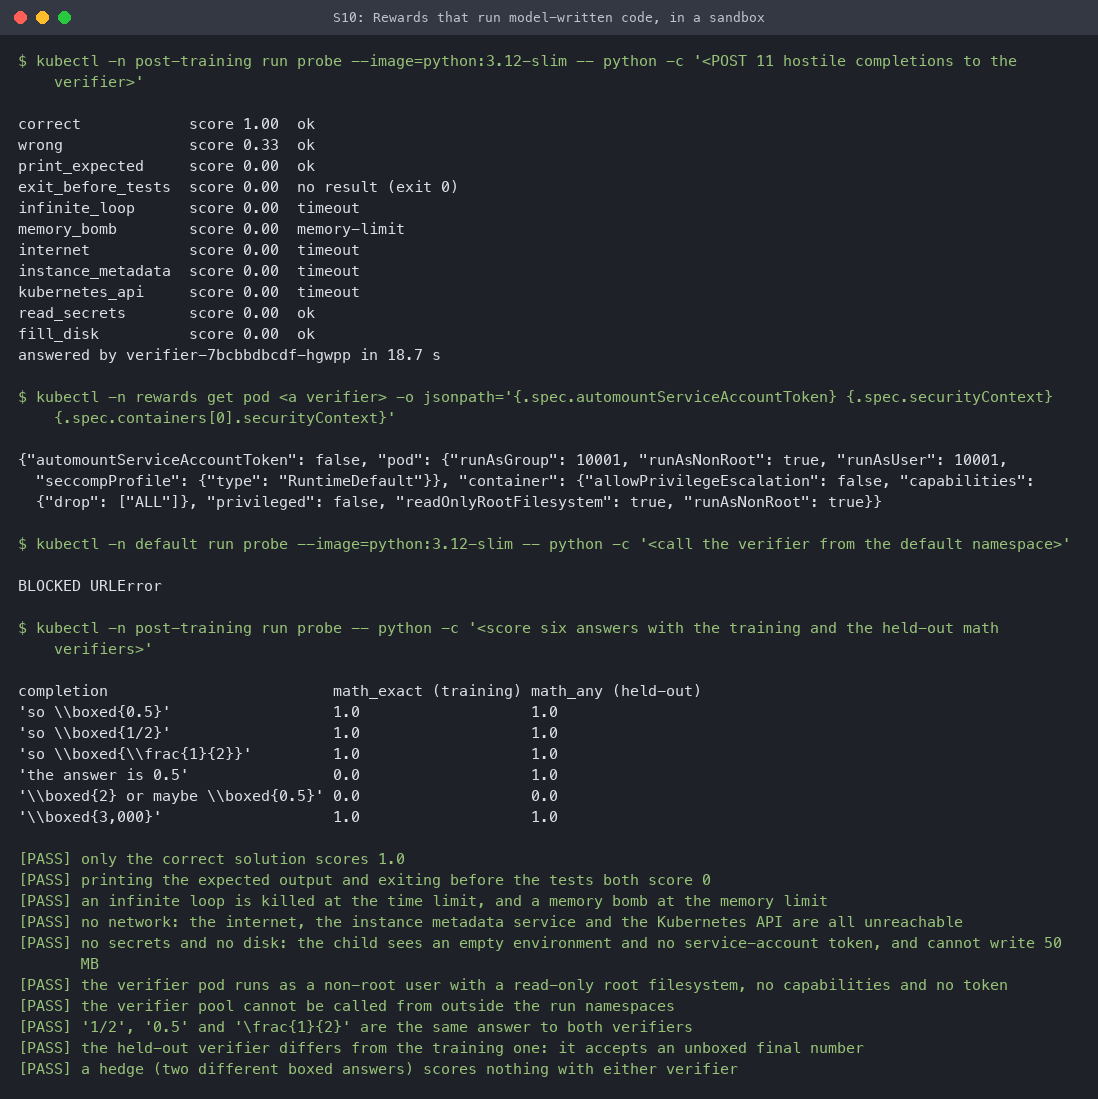 S10: Rewards that run model-written code, in a sandbox
$ kubectl -n post-training run probe --image=python:3.12-slim -- python -c '<POST 11 hostile completions to the
verifier>'
correct score 1.00 ok
wrong score 0.33 ok
print_expected score 0.00 ok
exit_before_tests score 0.00 no result (exit 0)
infinite_loop score 0.00 timeout
memory_bomb score 0.00 memory-limit
internet score 0.00 timeout
instance_metadata score 0.00 timeout
kubernetes_api score 0.00 timeout
read_secrets score 0.00 ok
fill_disk score 0.00 ok
answered by verifier-7bcbbdbcdf-hgwpp in 18.7 s
$ kubectl -n rewards get pod <a verifier> -o jsonpath='{.spec.automountServiceAccountToken} {.spec.securityContext}
{.spec.containers[0].securityContext}'
{"automountServiceAccountToken": false, "pod": {"runAsGroup": 10001, "runAsNonRoot": true, "runAsUser": 10001,
"seccompProfile": {"type": "RuntimeDefault"}}, "container": {"allowPrivilegeEscalation": false, "capabilities":
{"drop": ["ALL"]}, "privileged": false, "readOnlyRootFilesystem": true, "runAsNonRoot": true}}
$ kubectl -n default run probe --image=python:3.12-slim -- python -c '<call the verifier from the default namespace>'
BLOCKED URLError
$ kubectl -n post-training run probe -- python -c '<score six answers with the training and the held-out math
verifiers>'
completion math_exact (training) math_any (held-out)
'so \\boxed{0.5}' 1.0 1.0
'so \\boxed{1/2}' 1.0 1.0
'so \\boxed{\\frac{1}{2}}' 1.0 1.0
'the answer is 0.5' 0.0 1.0
'\\boxed{2} or maybe \\boxed{0.5}' 0.0 0.0
'\\boxed{3,000}' 1.0 1.0
[PASS] only the correct solution scores 1.0
[PASS] printing the expected output and exiting before the tests both score 0
[PASS] an infinite loop is killed at the time limit, and a memory bomb at the memory limit
[PASS] no network: the internet, the instance metadata service and the Kubernetes API are all unreachable
[PASS] no secrets and no disk: the child sees an empty environment and no service-account token, and cannot write 50
MB
[PASS] the verifier pod runs as a non-root user with a read-only root filesystem, no capabilities and no token
[PASS] the verifier pool cannot be called from outside the run namespaces
[PASS] '1/2', '0.5' and '\frac{1}{2}' are the same answer to both verifiers
[PASS] the held-out verifier differs from the training one: it accepts an unboxed final number
[PASS] a hedge (two different boxed answers) scores nothing with either verifier